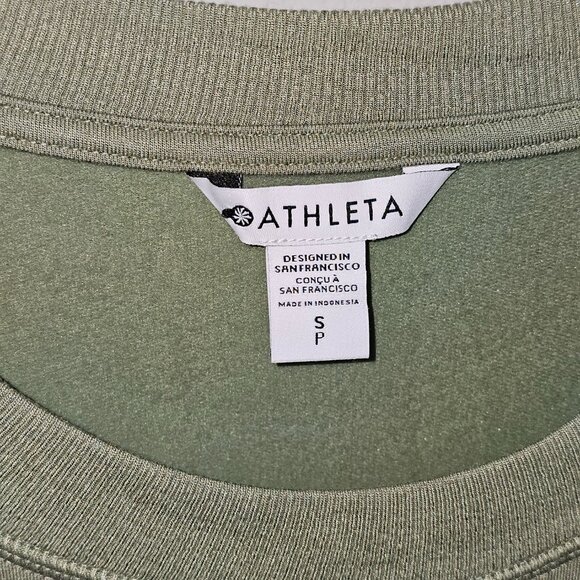 ATHLETA
DESIGNED IN
SAN FRANCISCO
CONÇU À
SAN FRANCISCO
MADE IN INDONESIA
S
P